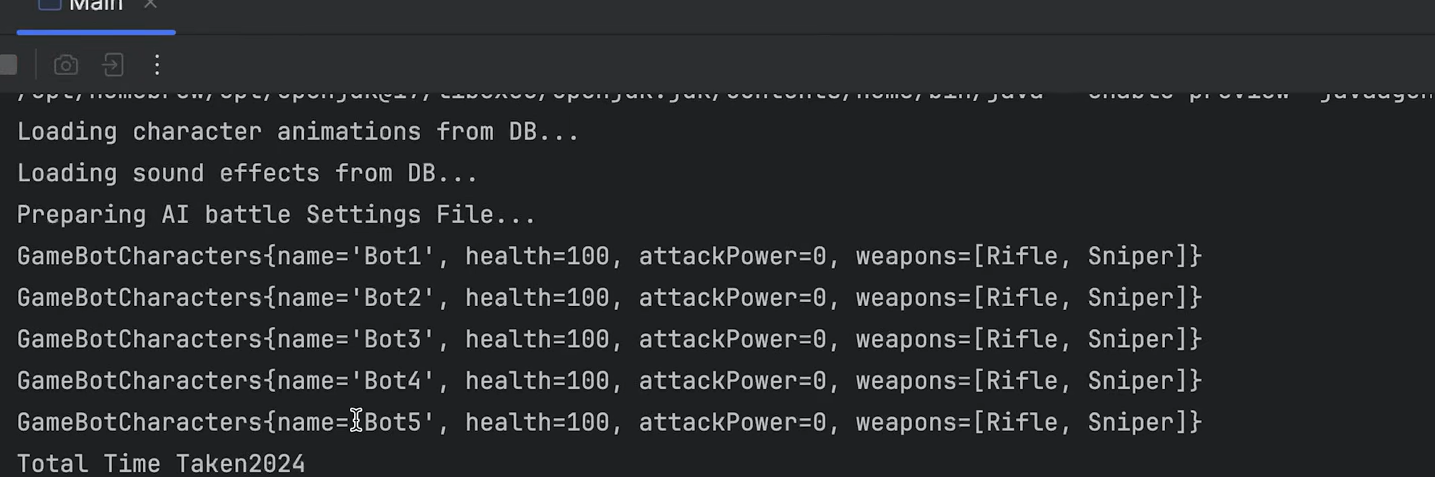 Main
Loading character animations from DB...
Loading sound effects from DB...
Preparing AI battle Settings File...
GameBotCharacters{name='Bot1', health=100, attackPower=0, weapons=[Rifle, Sniper]}
GameBotCharacters{name='Bot2', health=100, attackPower=0, weapons=[Rifle, Sniper]}
GameBotCharacters{name='Bot3', health=100, attackPower=0, weapons=[Rifle, Sniper]}
GameBotCharacters{name='Bot4', health=100, attackPower=0, weapons=[Rifle, Sniper]}
GameBotCharacters{name='Bot5', health=100, attackPower=0, weapons=[Rifle, Sniper]}
Total Time Taken2024